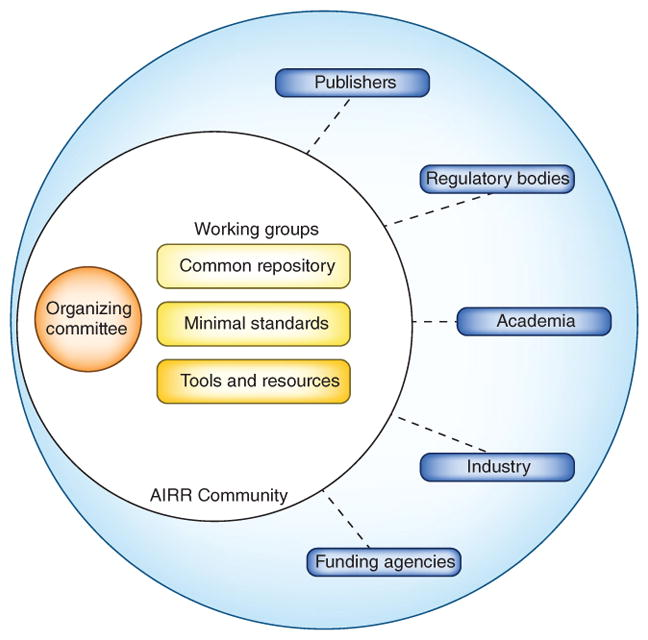 Publishers
Regulatory bodies
Working groups
Common repository
Organizing
committee
Minimal standards
Academia
Tools and resources
Industry
AIRR Community
Funding agencies